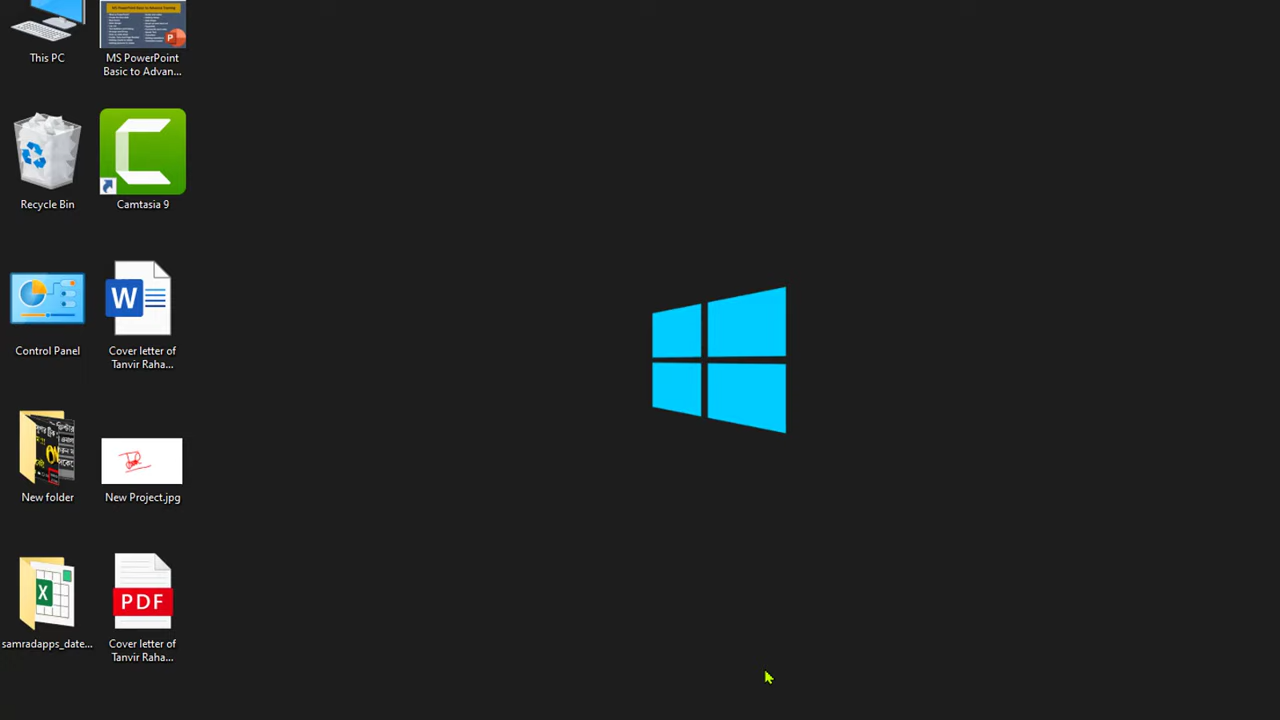 This PC
MS PowerPoint
Basic to Advan...
Recycle Bin
Camtasia 9
W
Control Panel
Cover letter of
Tanvir Raha...
New folder
New Project.jpg
X
PDF
samradapps_date...
Cover letter of
Tanvir Raha...